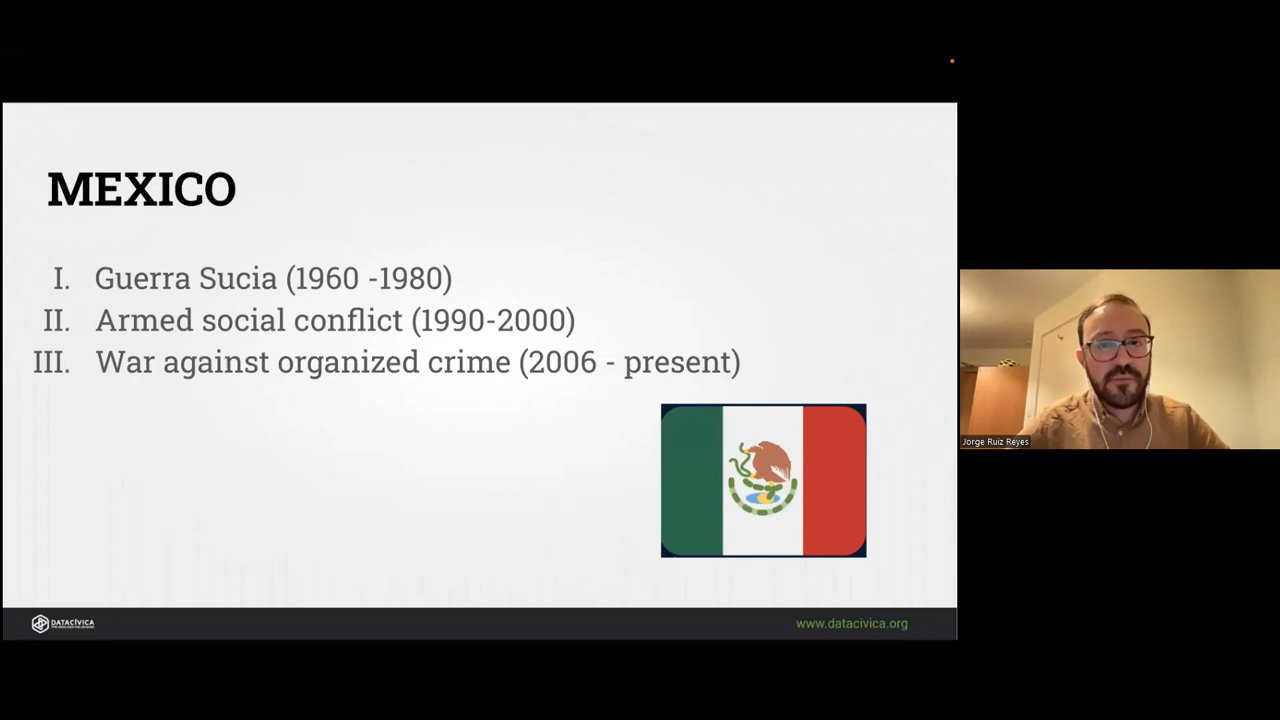 MEXICO
I. Guerra Sucia (1960 -1980)
II. Armed social conflict (1990-2000)
III. War against organized crime (2006 - present)
Jorge Ruiz Reyes
DATACÍVICA
www.datacivica.org